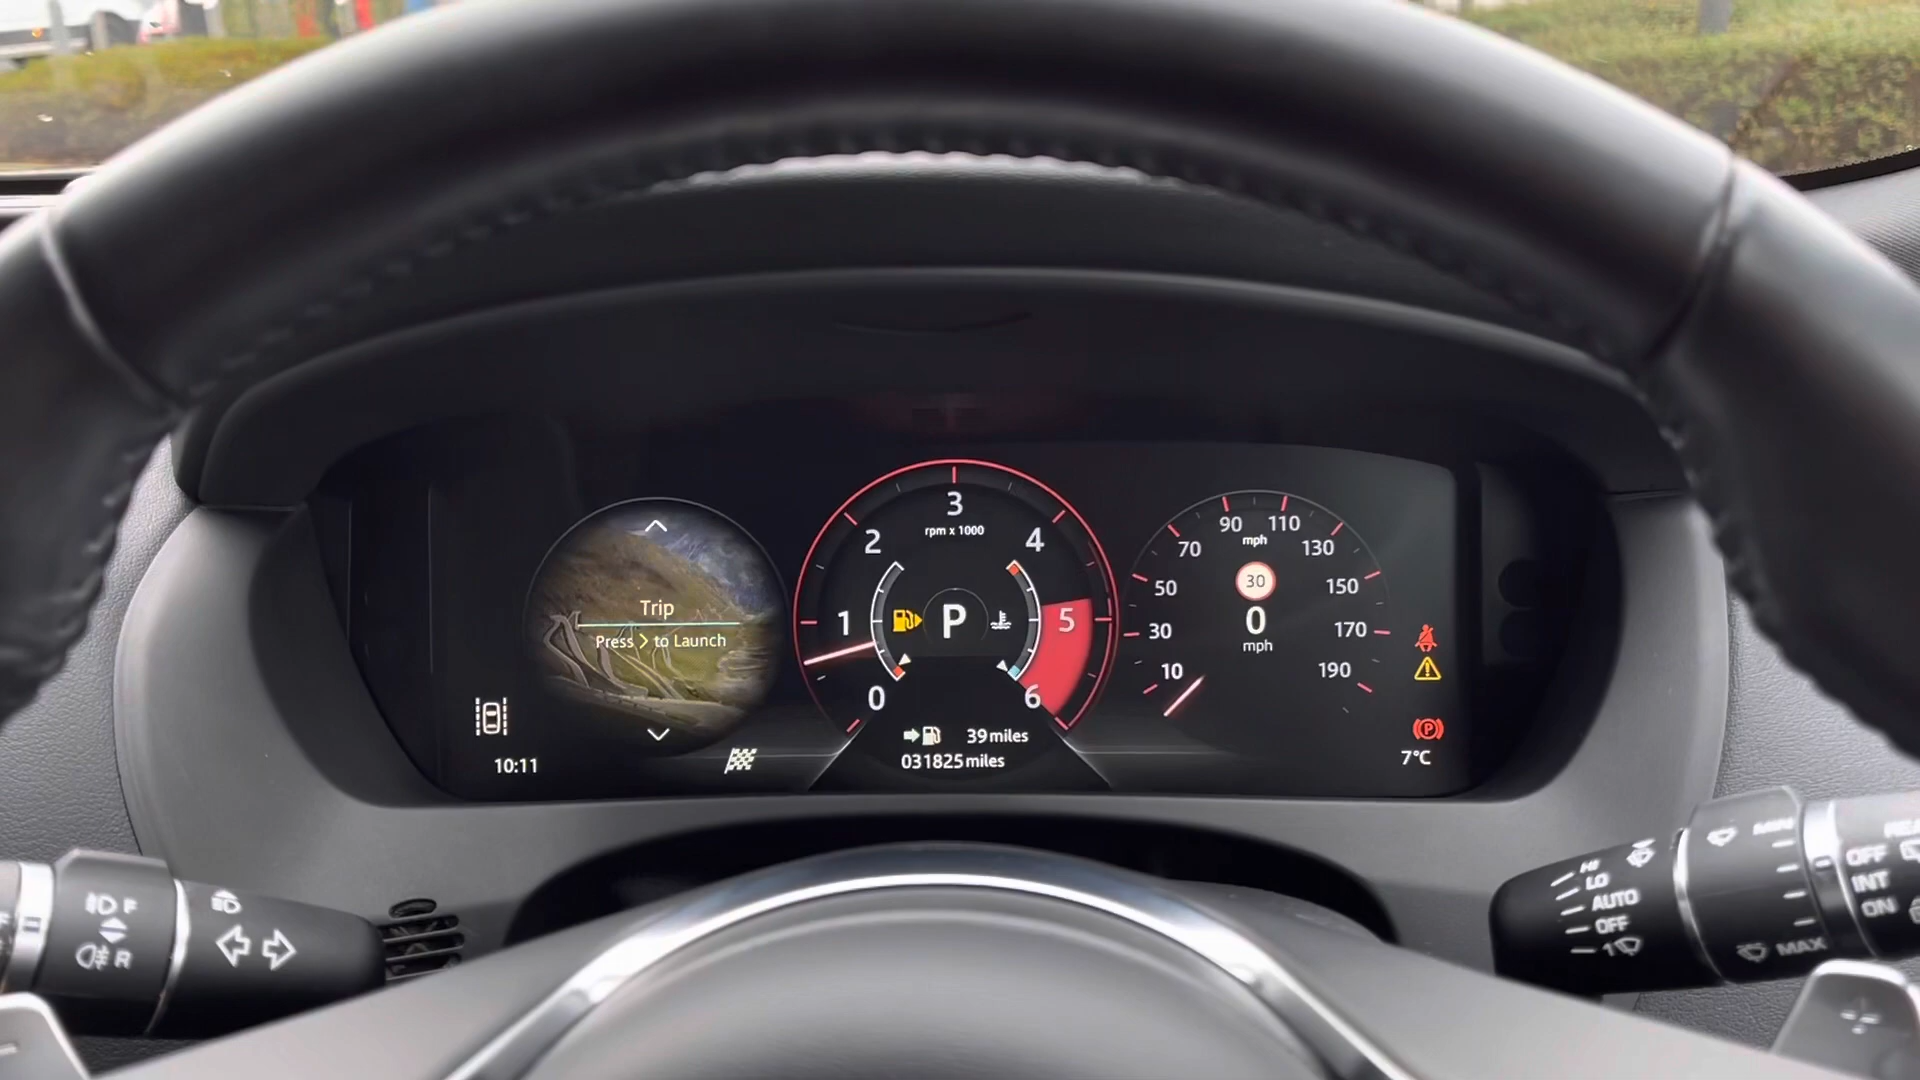 Trip
Press > to Launch
10:11
0
1
2
3
4
5
6
rpm x 1000
P
39 miles
031825 miles
10
30
50
70
90
110
130
150
170
190
mph
30
0
mph
P
7°C
F
R
HI
LO
AUTO
OFF
1
MIN
MAX
OFF
INT
ON